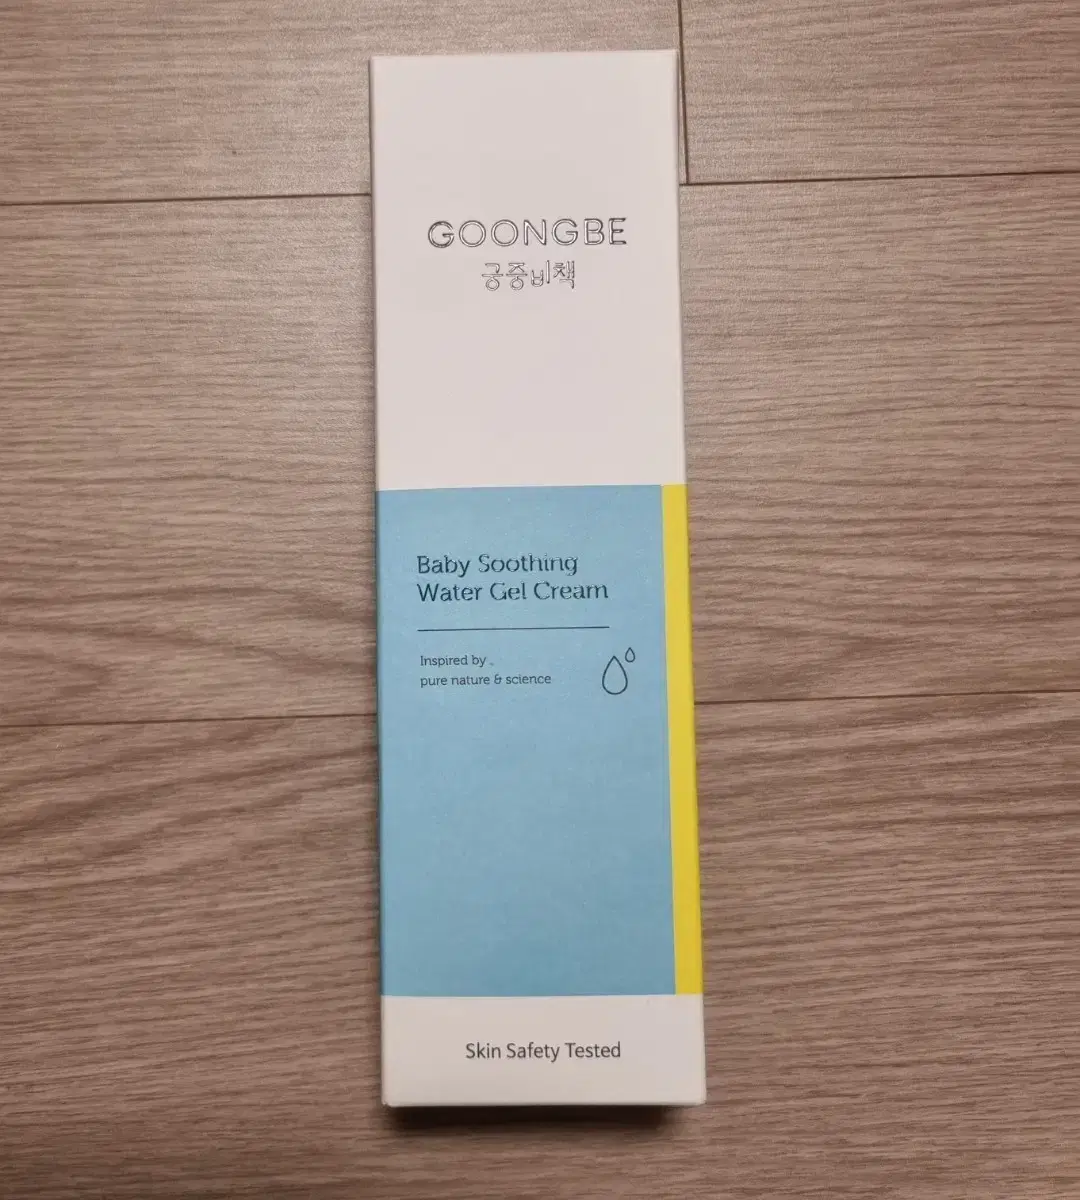 GOONGBE
궁중비책
Baby Soothing
Water Gel Cream
Inspired by
pure nature & science
Skin Safety Tested